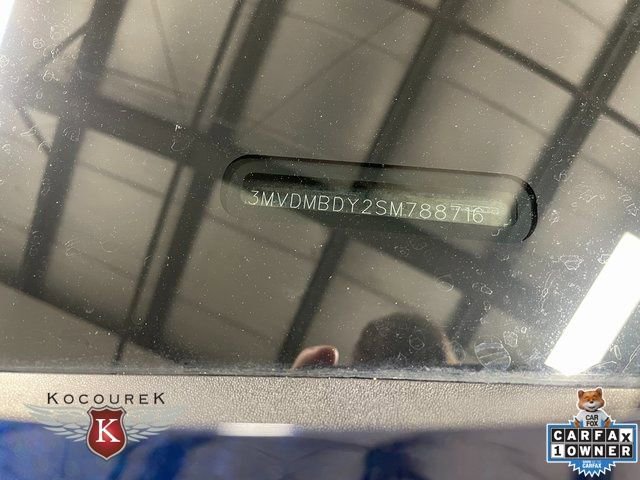 3MVDMBDY2SM788716
KOCOUREK
K
CAR
FOX
CARFAX
1 OWNER